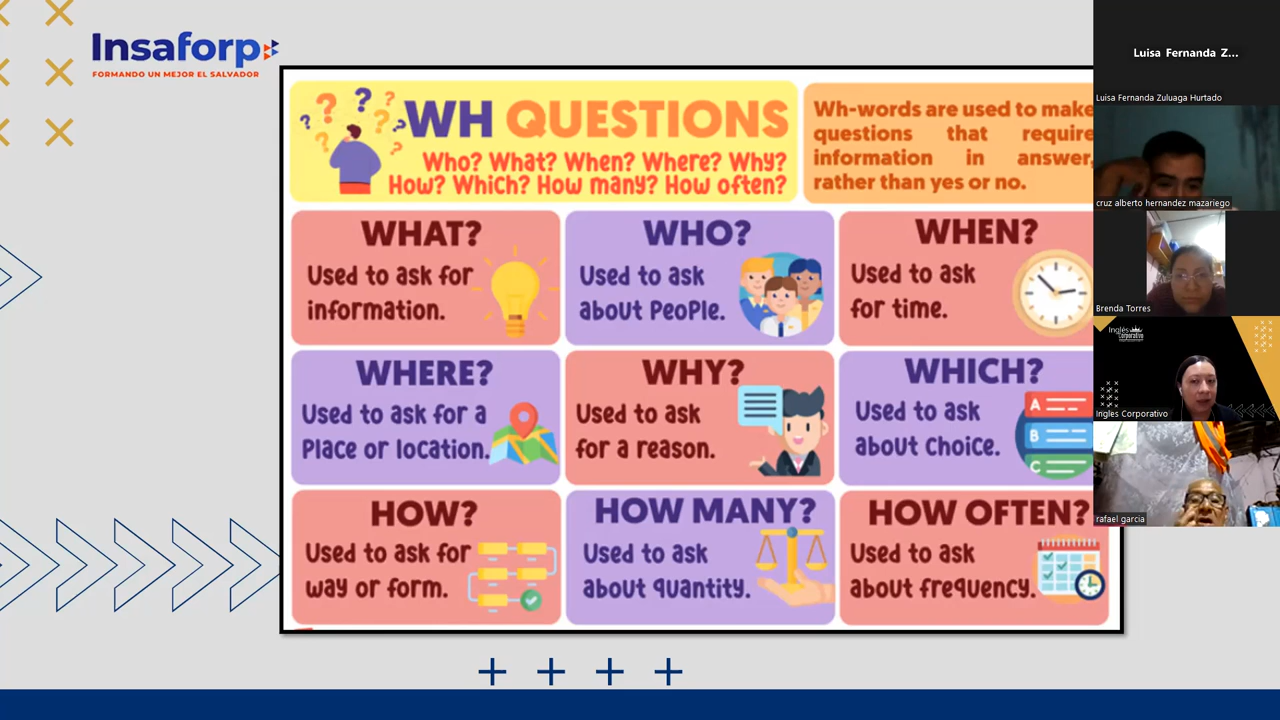 Insaforp
FORMANDO UN MEJOR EL SALVADOR
WH QUESTIONS
Who? What? When? Where? Why?
How? Which? How many? How often?
Wh-words are used to make
questions that require
information in answer,
rather than yes or no.
WHAT?
Used to ask for
information.
WHO?
Used to ask
about People.
WHEN?
Used to ask
for time.
WHERE?
Used to ask for a
Place or location.
WHY?
Used to ask
for a reason.
WHICH?
Used to ask
about Choice.
A
B
C
HOW?
Used to ask for
way or form.
HOW MANY?
Used to ask
about quantity.
HOW OFTEN?
Used to ask
about frequency.
Luisa Fernanda Z...
Luisa Fernanda Zuluaga Hurtado
cruz alberto hernandez mazariego
Brenda Torres
Inglés
Corporativo
Ingles Corporativo
rafael garcia